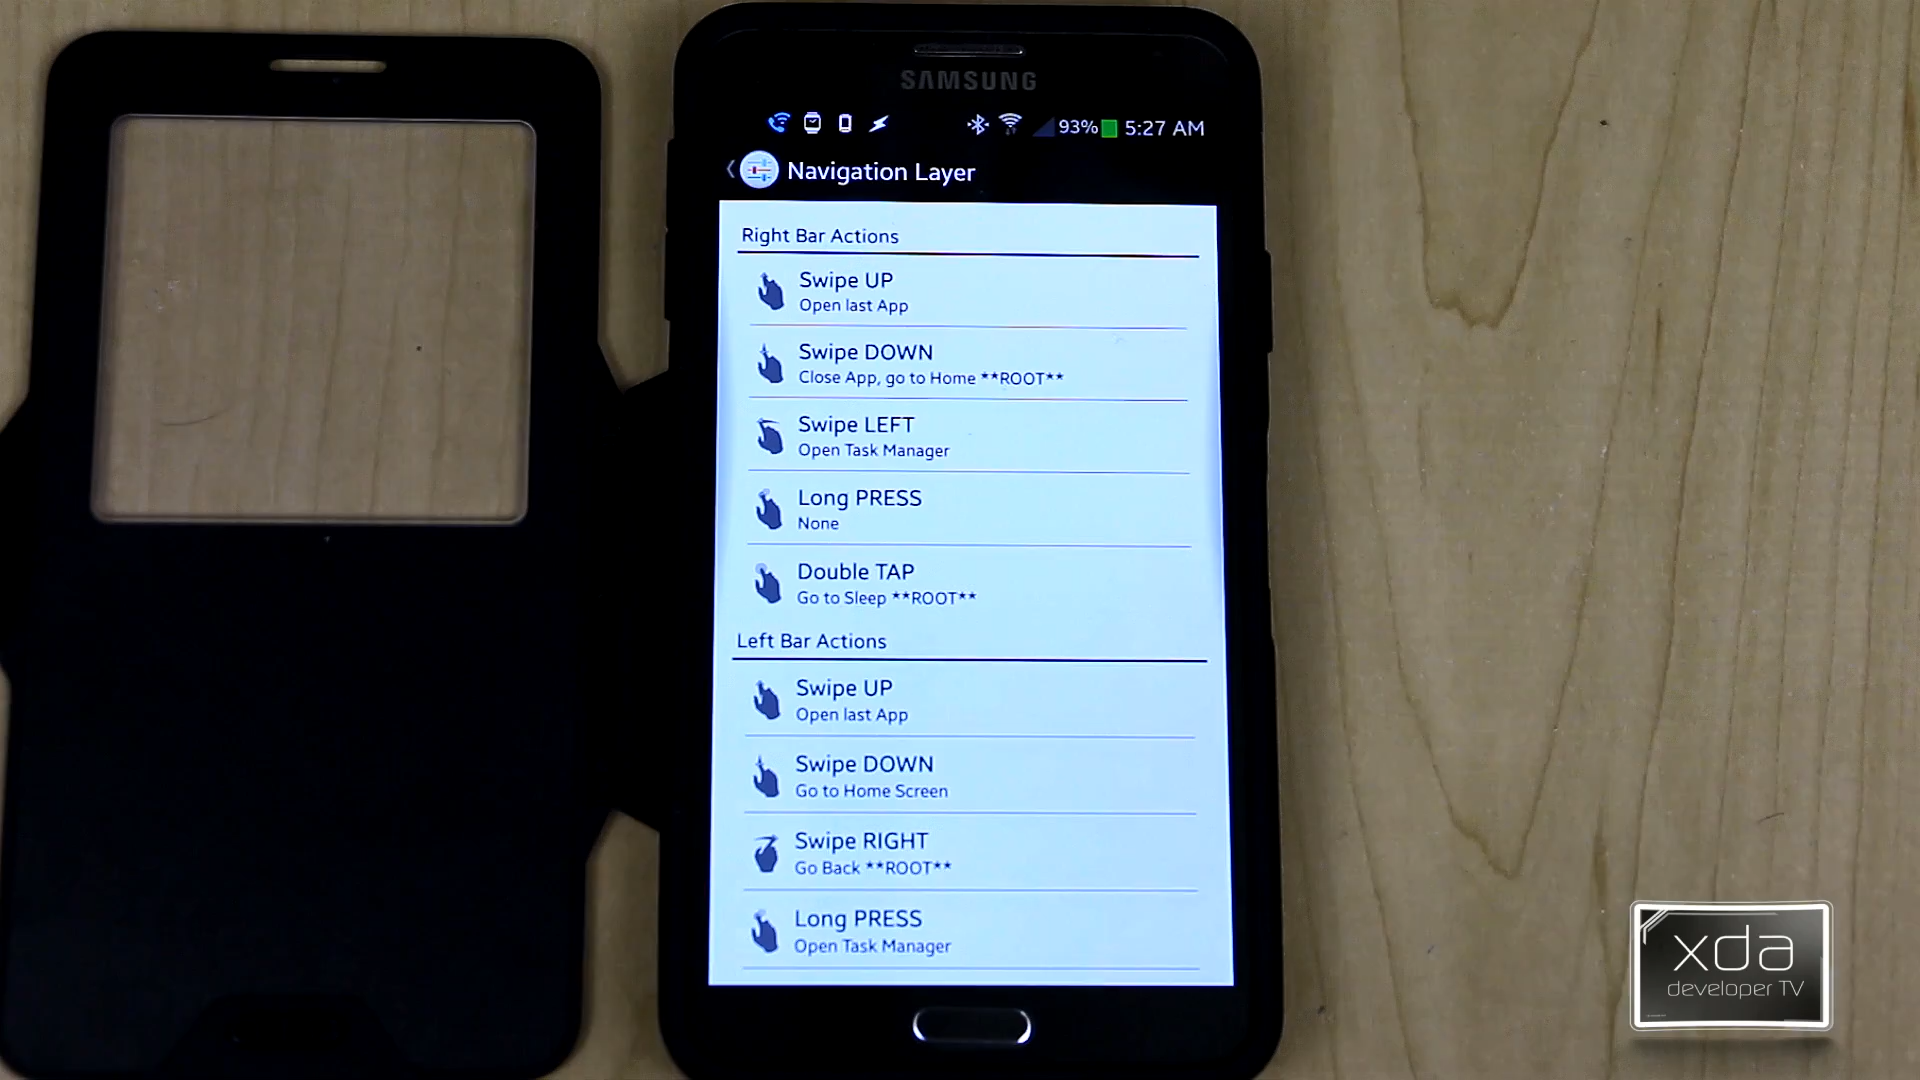 SAMSUNG
93% 5:27 AM
Navigation Layer
Right Bar Actions
Swipe UP
Open last App
Swipe DOWN
Close App, go to Home **ROOT**
Swipe LEFT
Open Task Manager
Long PRESS
None
Double TAP
Go to Sleep **ROOT**
Left Bar Actions
Swipe UP
Open last App
Swipe DOWN
Go to Home Screen
Swipe RIGHT
Go Back **ROOT**
Long PRESS
Open Task Manager
xda
developer TV